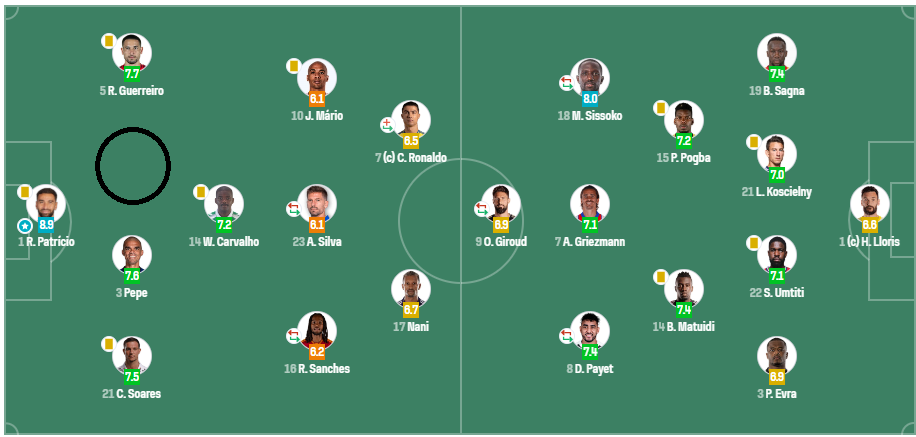 7.7
5 R. Guerreiro
6.1
10 J. Mário
6.5
7 (c) C. Ronaldo
8.9
1 R. Patrício
7.2
14 W. Carvalho
6.1
23 A. Silva
7.6
3 Pepe
6.7
17 Nani
7.5
21 C. Soares
6.2
16 R. Sanches
8.0
18 M. Sissoko
7.4
19 B. Sagna
7.2
15 P. Pogba
7.0
21 L. Koscielny
6.9
9 O. Giroud
7.1
7 A. Griezmann
6.6
1 (c) H. Lloris
7.1
22 S. Umtiti
7.4
14 B. Matuidi
7.4
8 D. Payet
6.9
3 P. Evra